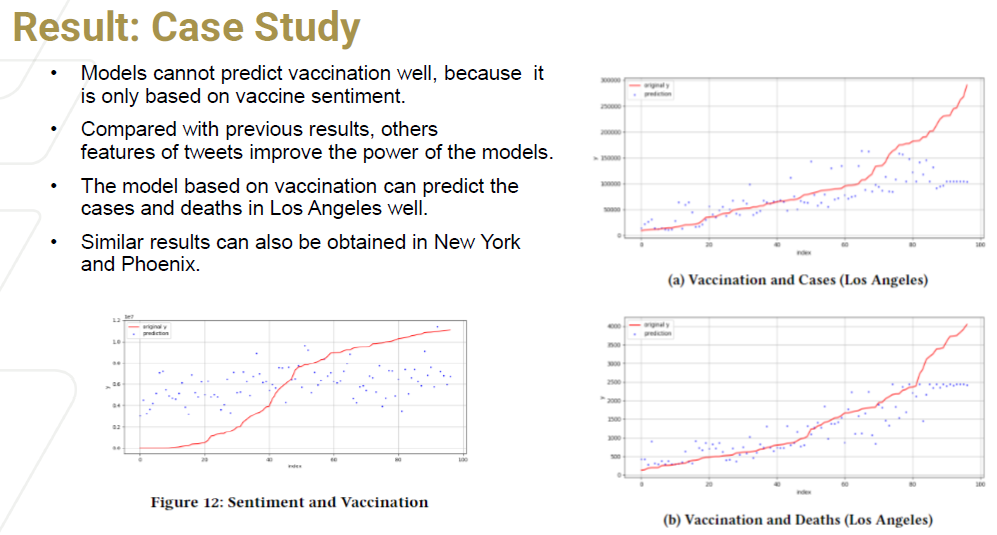 Result: Case Study
• Models cannot predict vaccination well, because it
is only based on vaccine sentiment.
• Compared with previous results, others
features of tweets improve the power of the models.
• The model based on vaccination can predict the
cases and deaths in Los Angeles well.
• Similar results can also be obtained in New York
and Phoenix.
1e7
original y
prediction
1.2
1.0
0.8
0.6
0.4
0.2
0.0
y
0 20 40 60 80 100
index
Figure 12: Sentiment and Vaccination
original y
prediction
300000
250000
200000
150000
100000
50000
0
y
0 20 40 60 80 100
index
(a) Vaccination and Cases (Los Angeles)
original y
prediction
4000
3500
3000
2500
2000
1500
1000
500
0
y
0 20 40 60 80 100
index
(b) Vaccination and Deaths (Los Angeles)